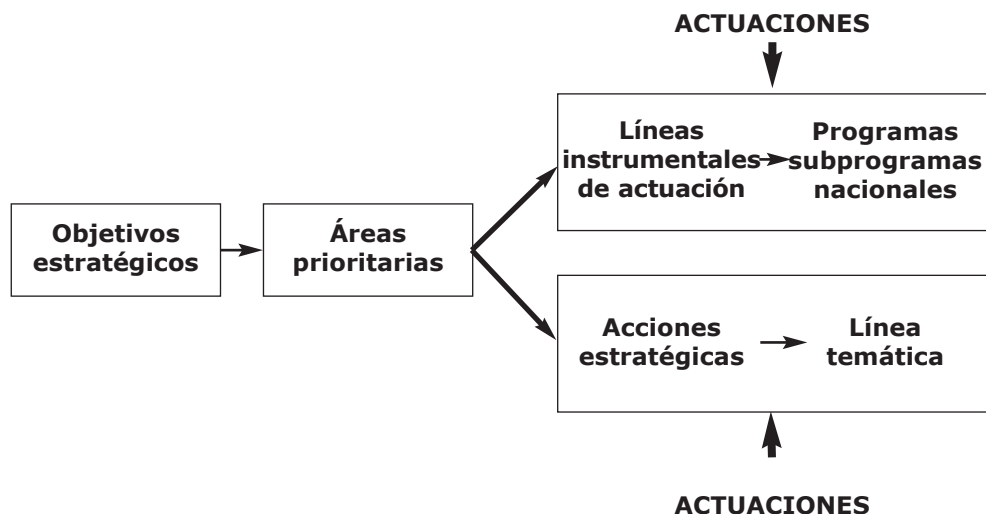 ACTUACIONES
Líneas
instrumentales
de actuación
Programas
subprogramas
nacionales
Objetivos
estratégicos
Áreas
prioritarias
Acciones
estratégicas
Línea
temática
ACTUACIONES